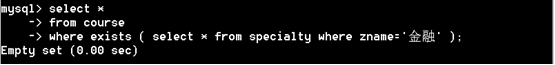 mysql> select *
    -> from course
    -> where exists ( select * from specialty where zname='金融' );
Empty set (0.00 sec)